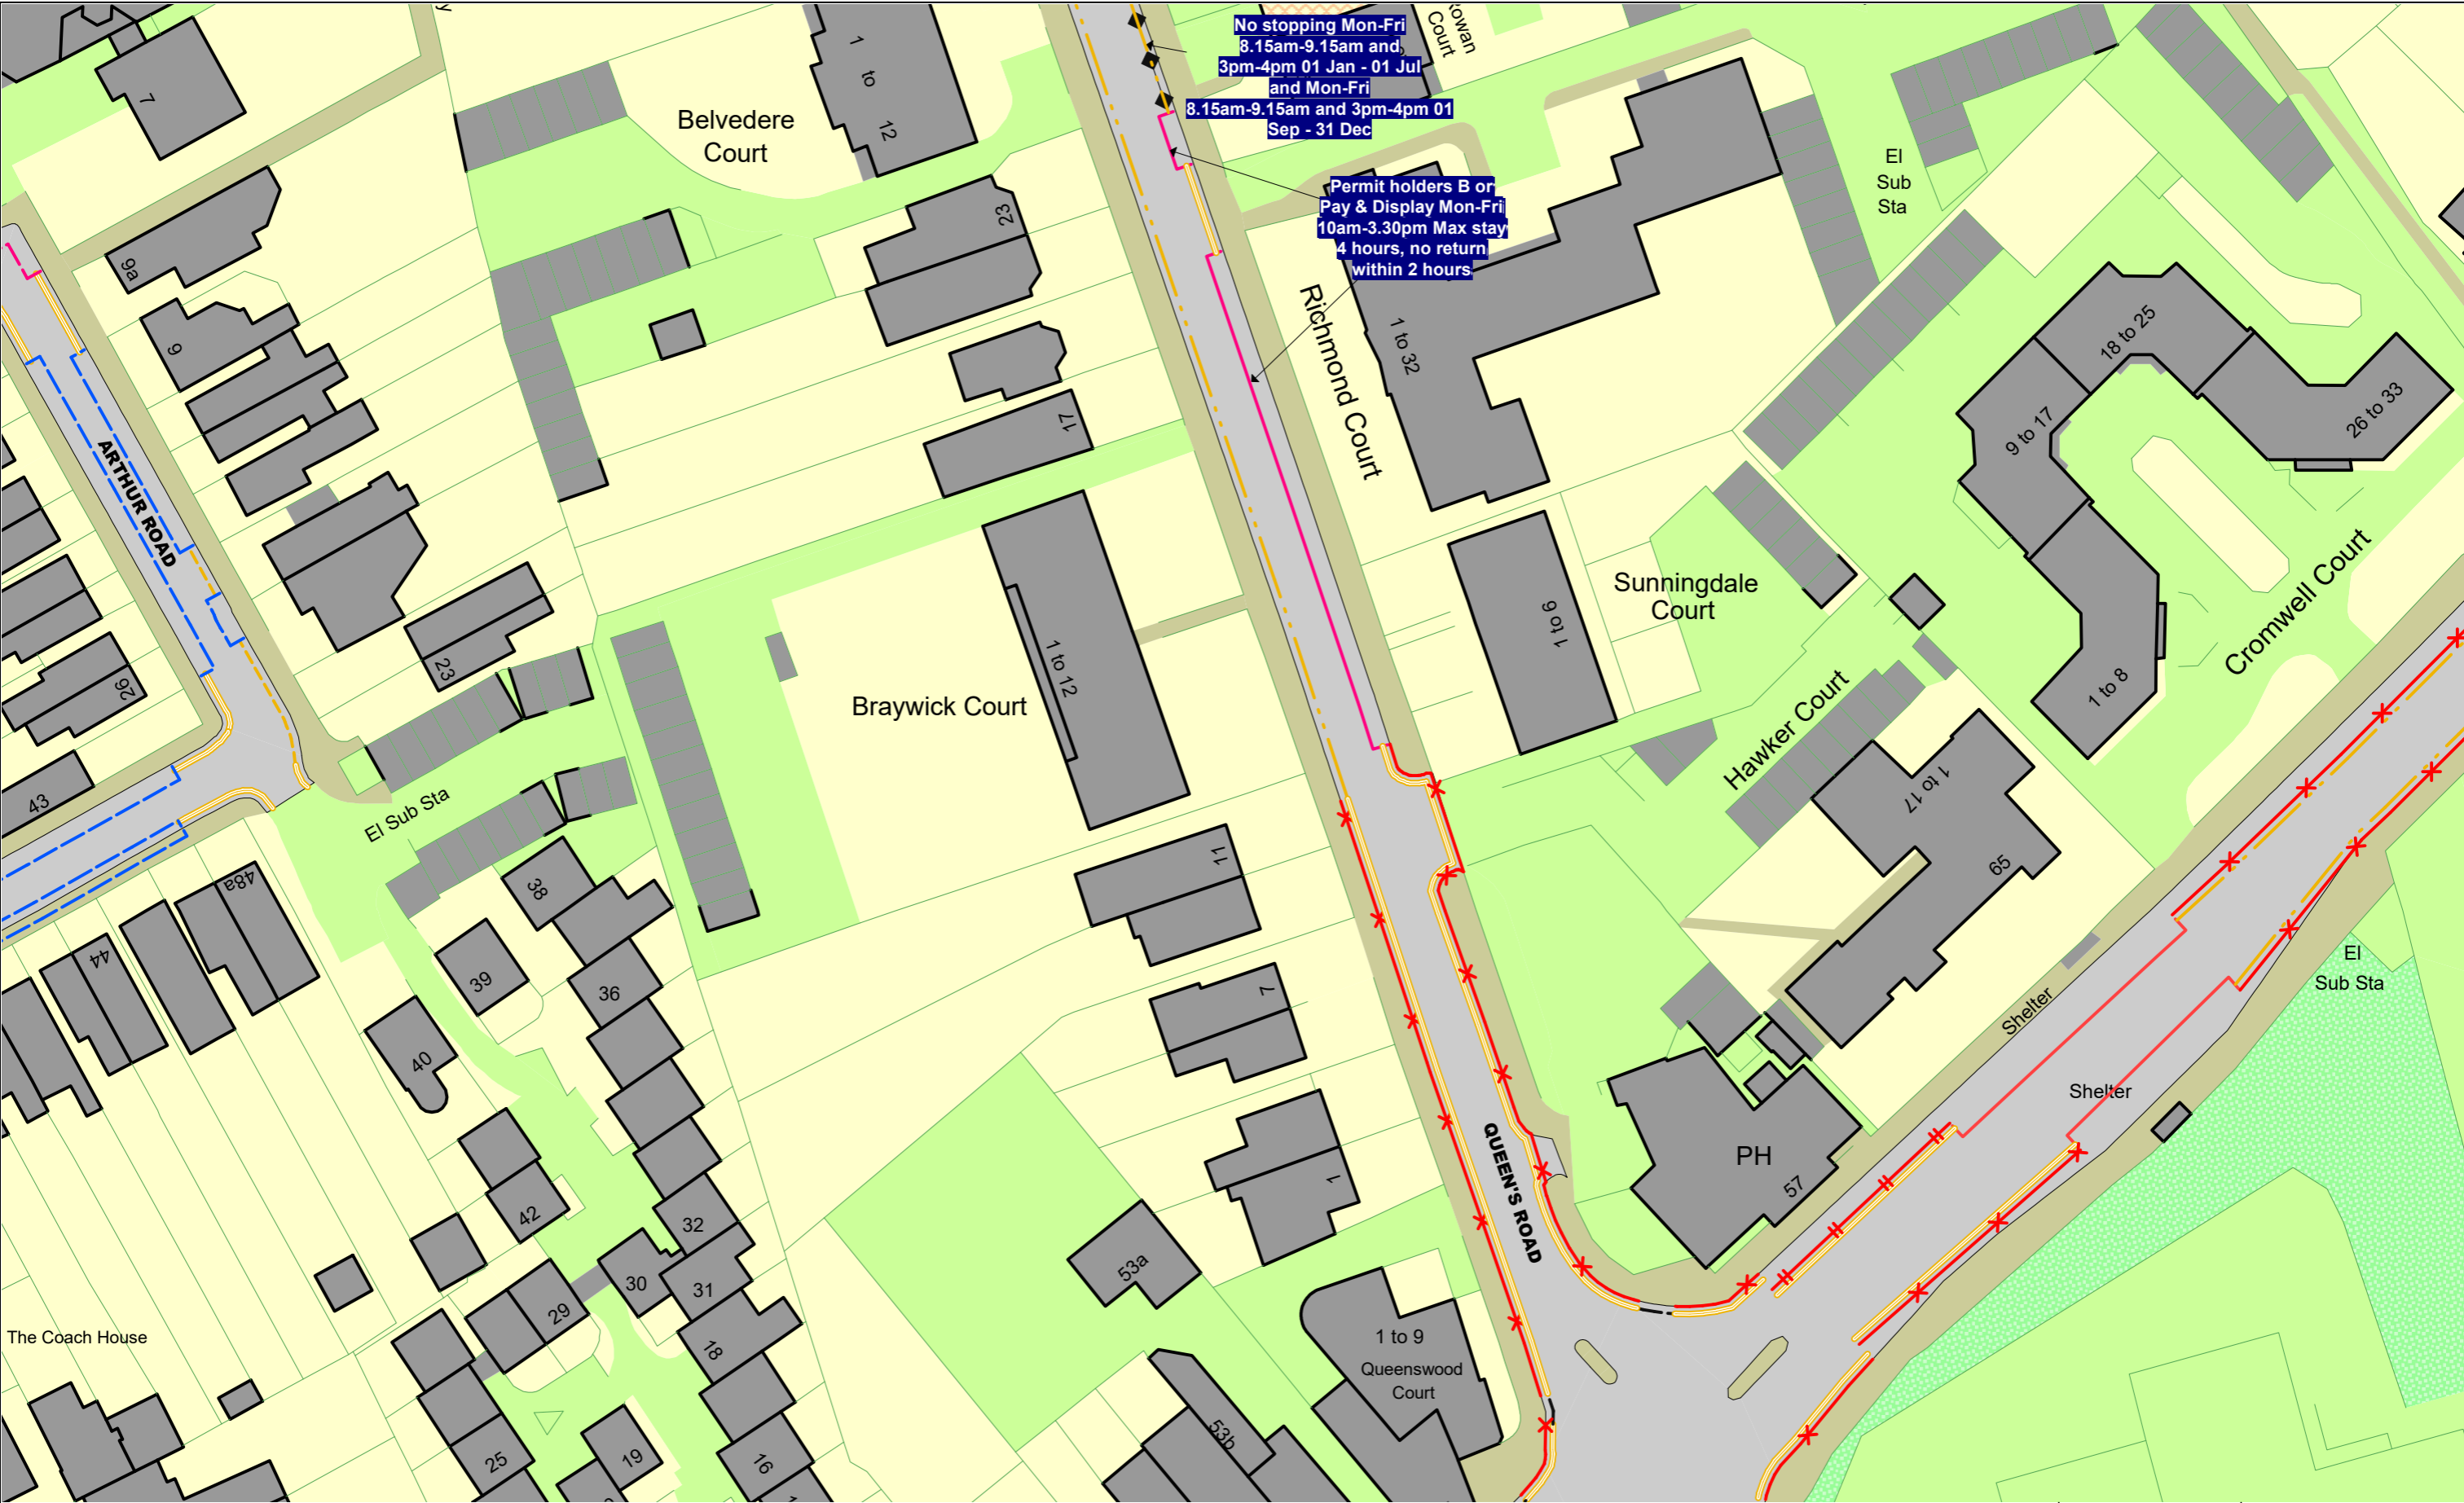 No stopping Mon-Fri
8.15am-9.15am and
3pm-4pm 01 Jan - 01 Jul
and Mon-Fri
8.15am-9.15am and 3pm-4pm 01
Sep - 31 Dec
Court
Permit holders B or
Pay & Display Mon-Fri
10am-3.30pm Max stay
4 hours, no return
within 2 hours
7
Belvedere
Court
1 to 12
El
Sub
Sta
9a
9
23
17
Richmond Court
1 to 32
18 to 25
9 to 17
26 to 33
1 to 8
Cromwell Court
ARTHUR ROAD
23
26
43
El Sub Sta
Braywick Court
1 to 12
1 to 6
Sunningdale
Court
Hawker Court
1 to 17
65
48a
44
38
39
36
40
42
32
30
31
29
18
16
25
19
The Coach House
11
7
1
53a
53b
1 to 9
Queenswood
Court
QUEEN'S ROAD
PH
57
Shelter
Shelter
El
Sub Sta